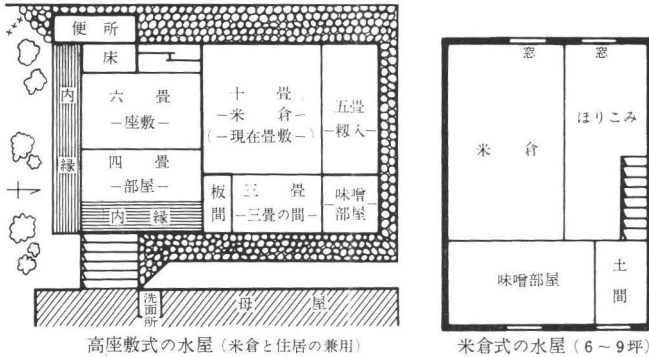 便所
床
内縁
六畳
-座敷-
十畳
-米倉-
(-現在畳敷-)
五畳
-籾入-
四畳
-部屋-
内縁
板間
三畳
-三畳の間-
味噌
部屋
洗面所
母屋
高座敷式の水屋(米倉と住居の兼用)
窓
窓
米倉
ほりこみ
味噌部屋
土間
米倉式の水屋(6～9坪)